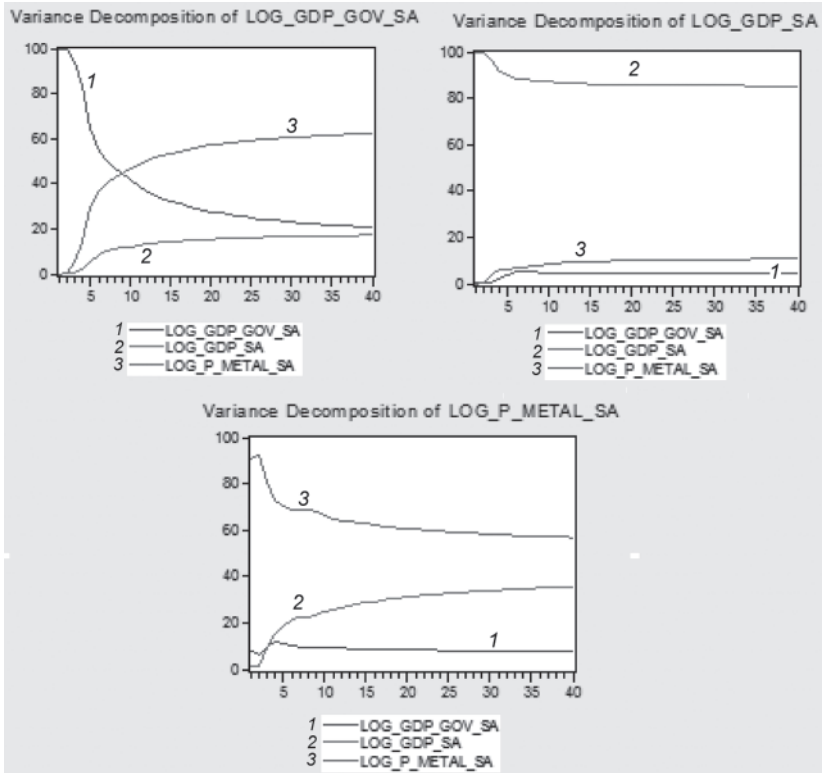 Variance Decomposition of LOG_GDP_GOV_SA
100
80
60
40
20
0
1
3
2
5 10 15 20 25 30 35 40
1 LOG_GDP_GOV_SA
2 LOG_GDP_SA
3 LOG_P_METAL_SA
Variance Decomposition of LOG_GDP_SA
100
80
60
40
20
0
2
3
1
5 10 15 20 25 30 35 40
1 LOG_GDP_GOV_SA
2 LOG_GDP_SA
3 LOG_P_METAL_SA
Variance Decomposition of LOG_P_METAL_SA
100
80
60
40
20
0
3
2
1
5 10 15 20 25 30 35 40
1 LOG_GDP_GOV_SA
2 LOG_GDP_SA
3 LOG_P_METAL_SA